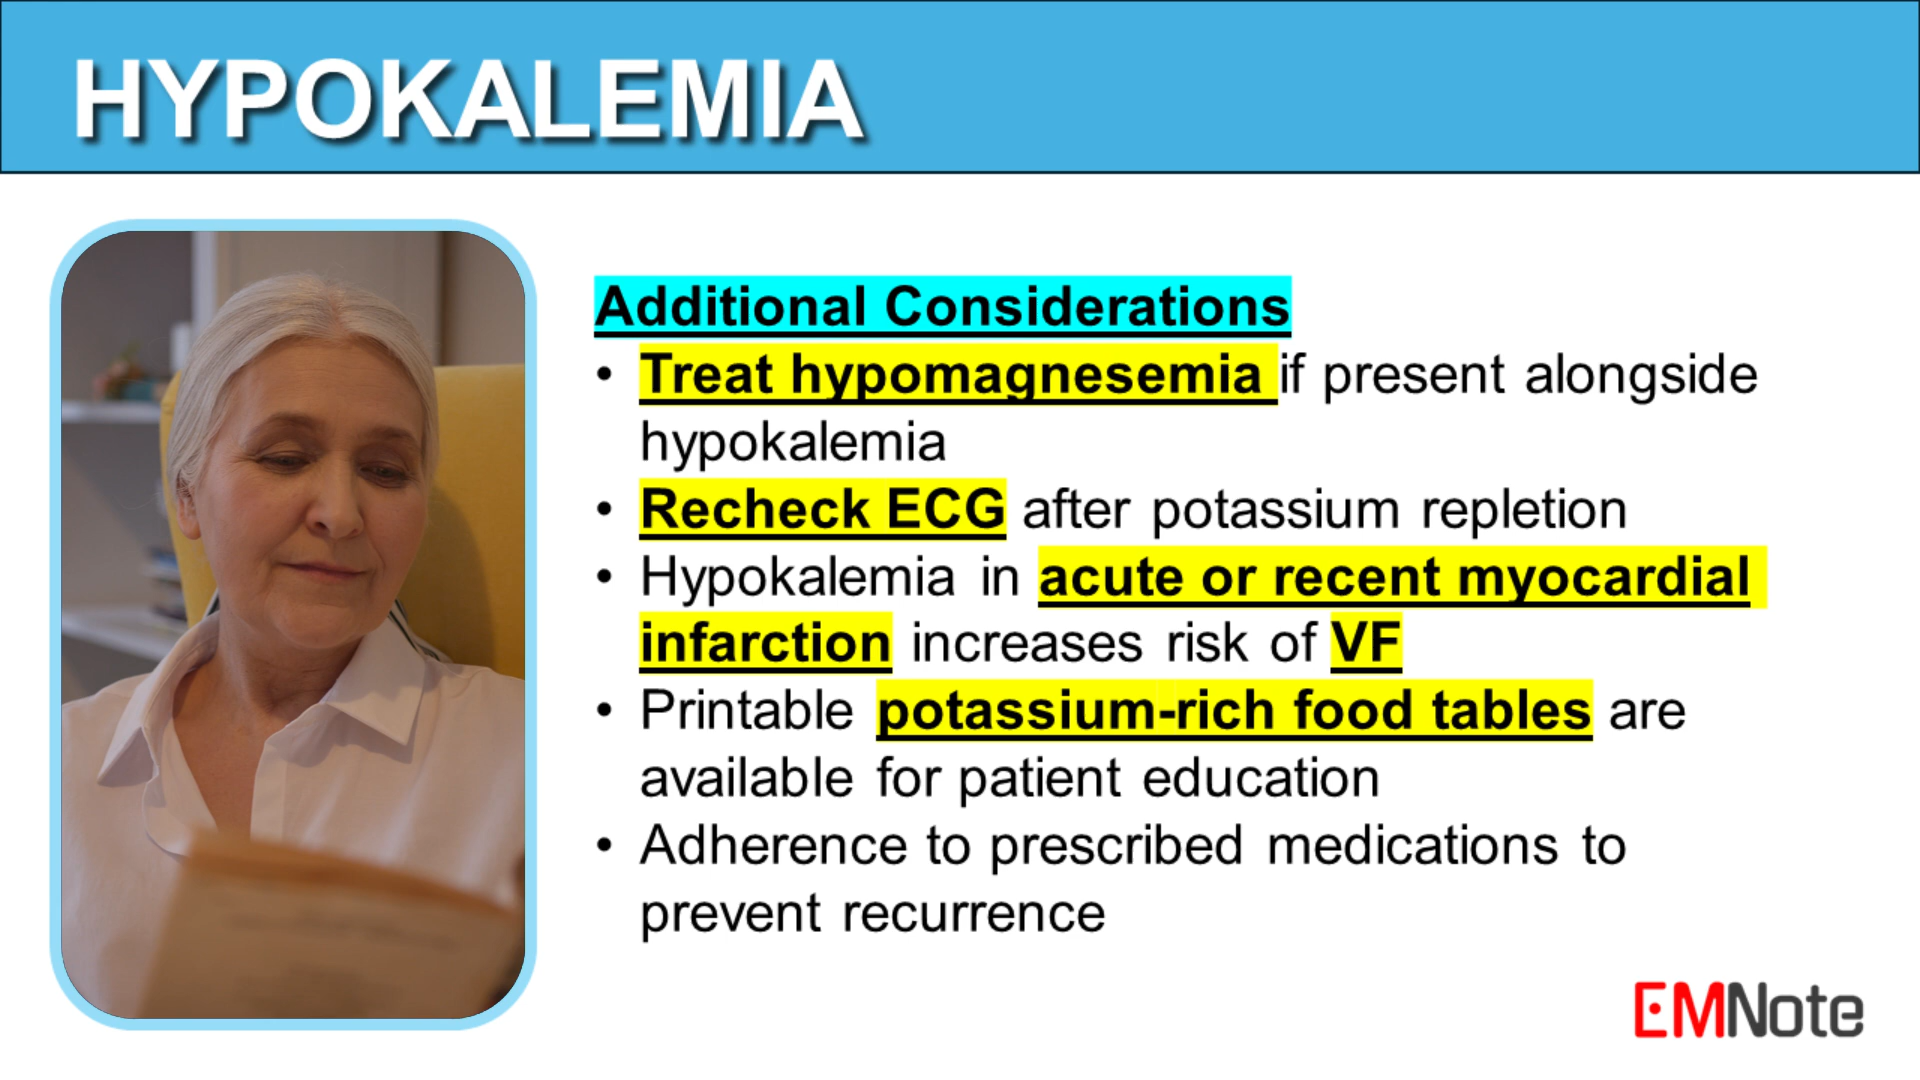 HYPOKALEMIA
Additional Considerations
• Treat hypomagnesemia if present alongside
hypokalemia
• Recheck ECG after potassium repletion
• Hypokalemia in acute or recent myocardial
infarction increases risk of VF
• Printable potassium-rich food tables are
available for patient education
• Adherence to prescribed medications to
prevent recurrence
EMNote